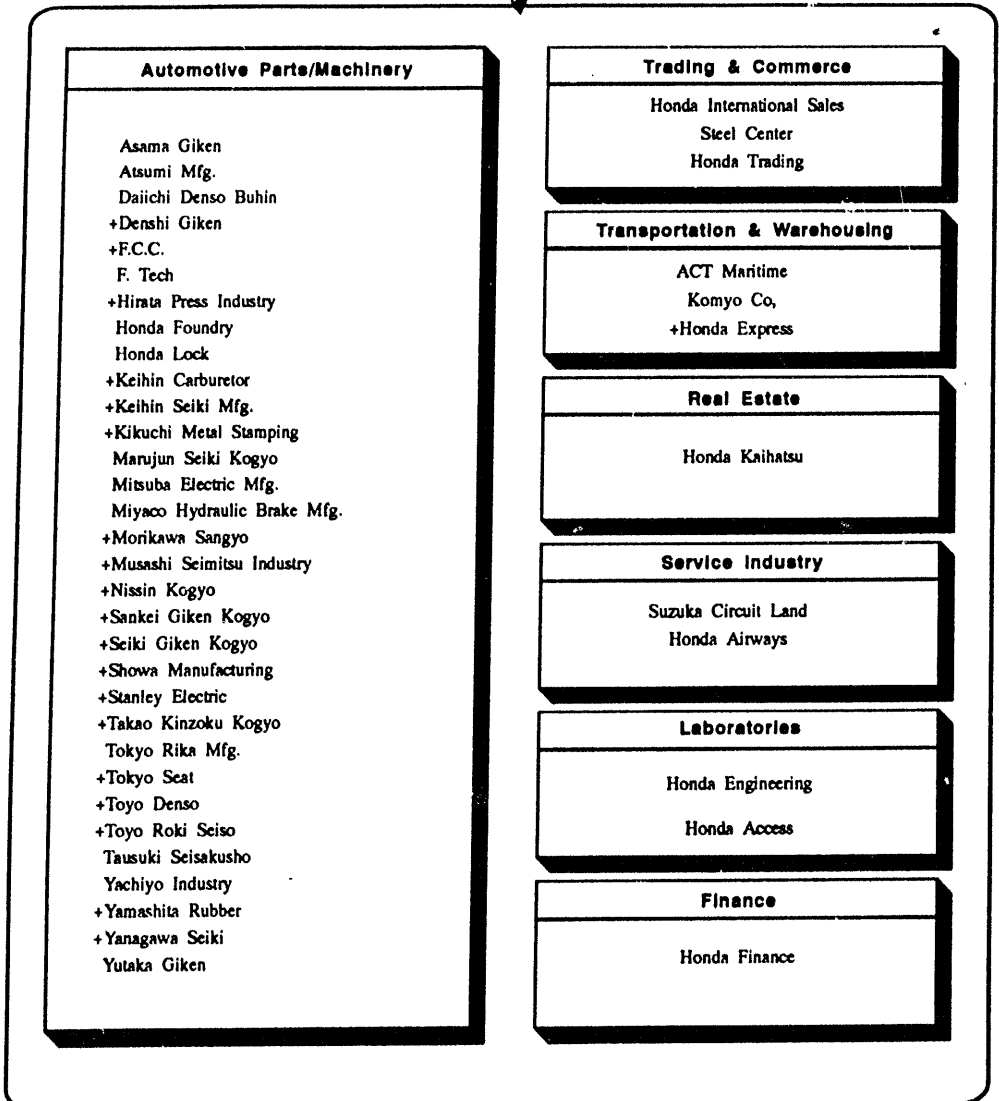 Automotive Parts/Machinery
Asama Giken
Atsumi Mfg.
Daiichi Denso Buhin
+Denshi Giken
+F.C.C.
F. Tech
+Hirata Press Industry
Honda Foundry
Honda Lock
+Keihin Carburetor
+Keihin Seiki Mfg.
+Kikuchi Metal Stamping
Marujun Seiki Kogyo
Mitsuba Electric Mfg.
Miyaco Hydraulic Brake Mfg.
+Morikawa Sangyo
+Musashi Seimitsu Industry
+Nissin Kogyo
+Sankei Giken Kogyo
+Seiki Giken Kogyo
+Showa Manufacturing
+Stanley Electric
+Takao Kinzoku Kogyo
Tokyo Rika Mfg.
+Tokyo Seat
+Toyo Denso
+Toyo Roki Seiso
Tausuki Seisakusho
Yachiyo Industry
+Yamashita Rubber
+Yanagawa Seiki
Yutaka Giken
Trading & Commerce
Honda International Sales
Steel Center
Honda Trading
Transportation & Warehousing
ACT Maritime
Komyo Co,
+Honda Express
Real Estate
Honda Kaihatsu
Service Industry
Suzuka Circuit Land
Honda Airways
Laboratories
Honda Engineering
Honda Access
Finance
Honda Finance